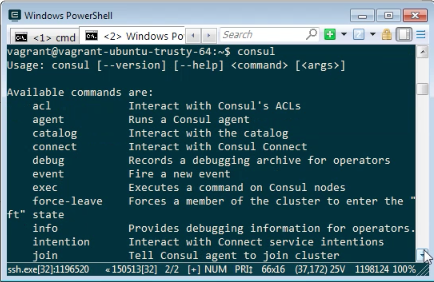 Windows PowerShell
<1> cmd <2> Windows Po Search
vagrant@vagrant-ubuntu-trusty-64:~$ consul
Usage: consul [--version] [--help] <command> [<args>]
Available commands are:
acl Interact with Consul's ACLs
agent Runs a Consul agent
catalog Interact with the catalog
connect Interact with Consul Connect
debug Records a debugging archive for operators
event Fire a new event
exec Executes a command on Consul nodes
force-leave Forces a member of the cluster to enter the "
ft" state
info Provides debugging information for operators.
intention Interact with Connect service intentions
join Tell Consul agent to join cluster
ssh.exe[32]:1196520 «150513[32] 2/2 [+] NUM PRI‡ 66x16 (37,172) 25V 1198124 100%